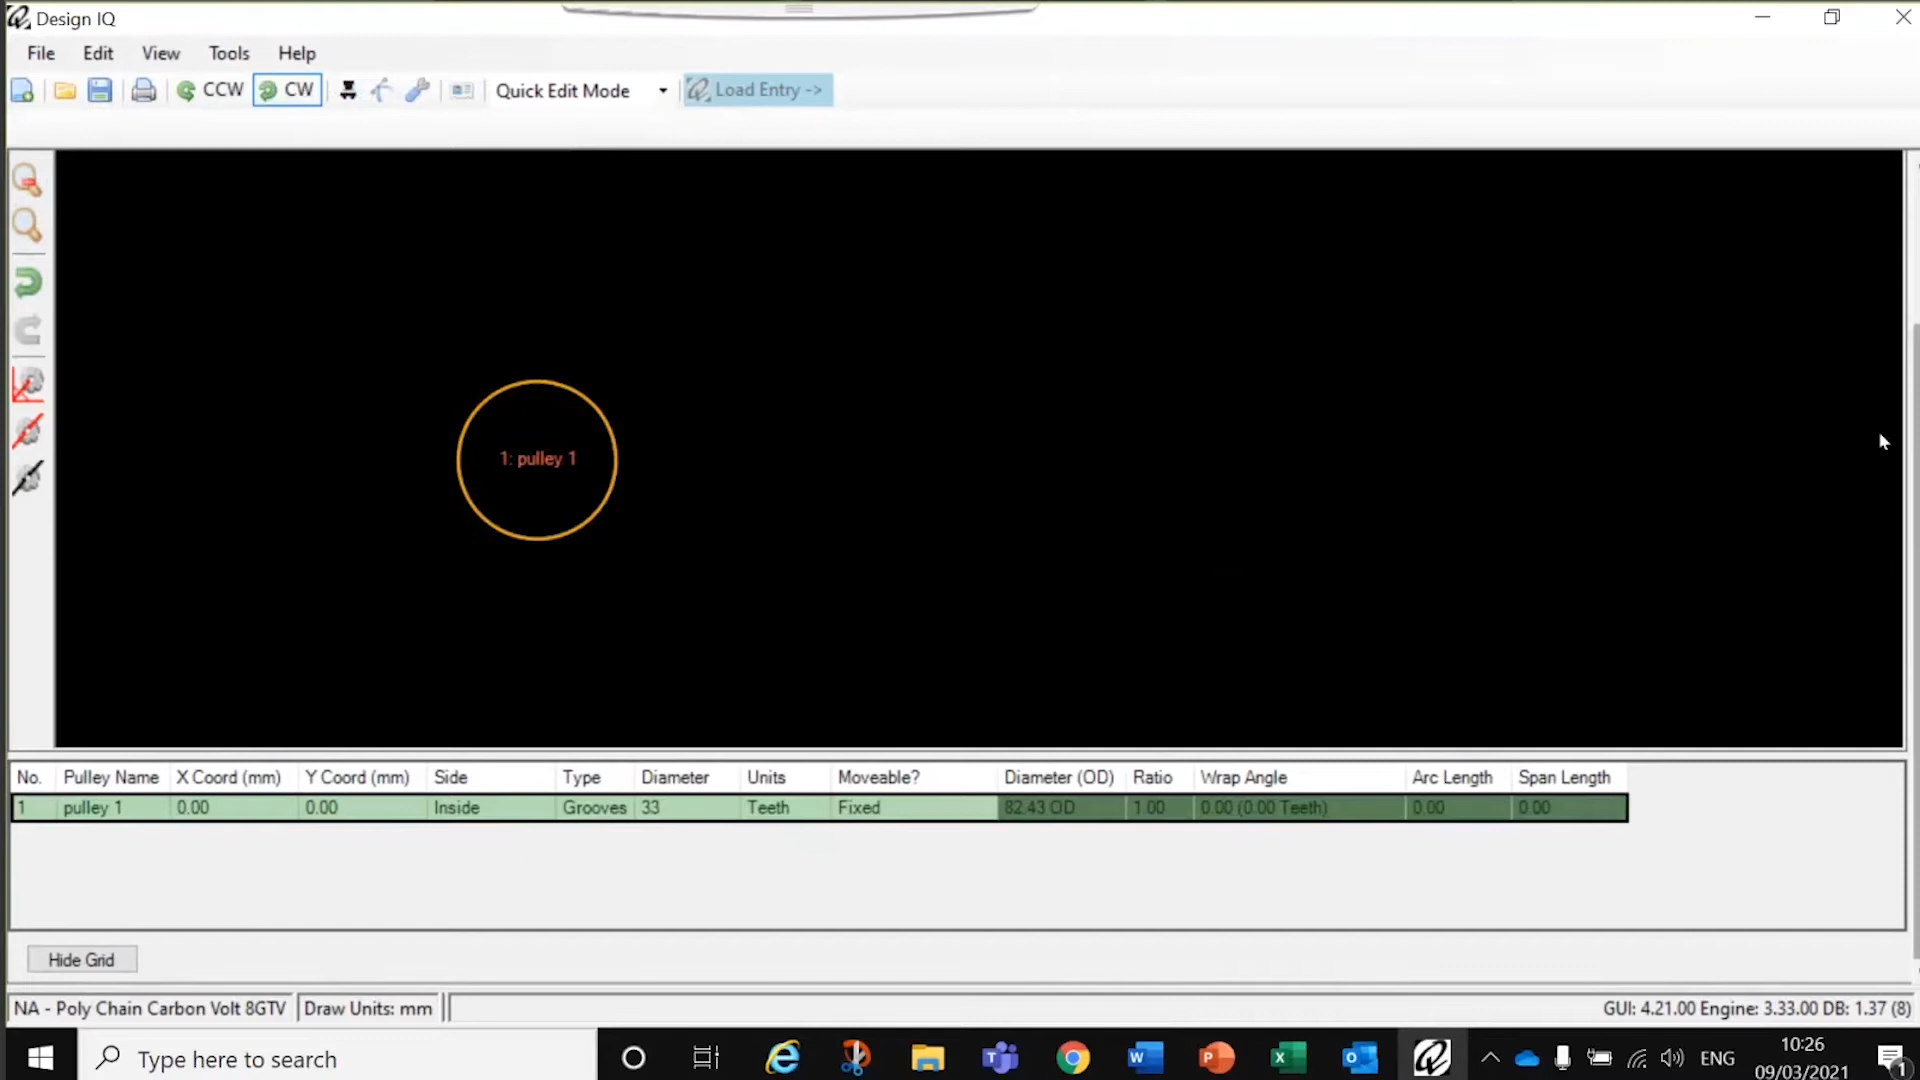 Design IQ
File Edit View Tools Help
CCW CW Quick Edit Mode Load Entry ->
1: pulley 1
No. Pulley Name X Coord (mm) Y Coord (mm) Side Type Diameter Units Moveable? Diameter (OD) Ratio Wrap Angle Arc Length Span Length
1 pulley 1 0.00 0.00 Inside Grooves 33 Teeth Fixed 82.43 OD 1.00 0.00 (0.00 Teeth) 0.00 0.00
Hide Grid
NA - Poly Chain Carbon Volt 8GTV Draw Units: mm GUI: 4.21.00 Engine: 3.33.00 DB: 1.37 (8)
Type here to search ENG 10:26
09/03/2021 1